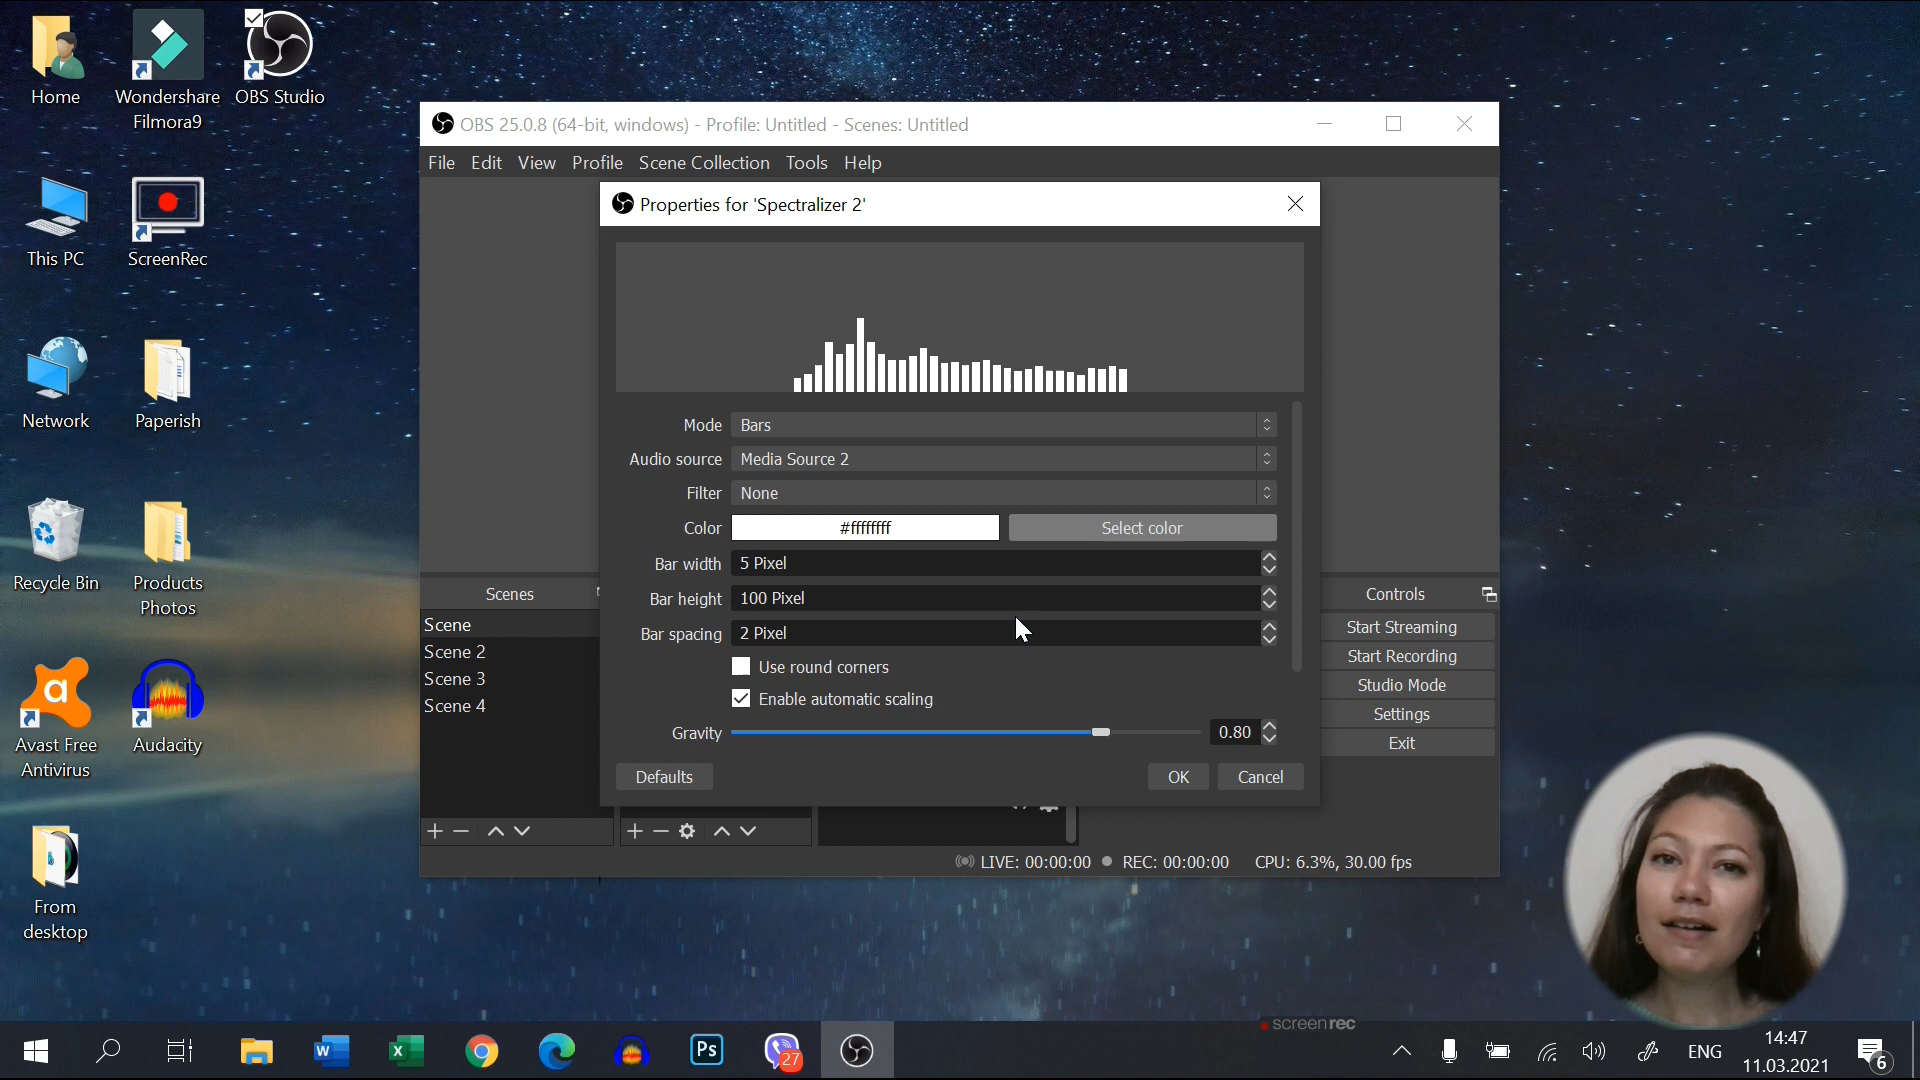 Home
Wondershare
Filmora9
OBS Studio
This PC
ScreenRec
Network
Paperish
Recycle Bin
Products
Photos
Avast Free
Antivirus
Audacity
From
desktop
OBS 25.0.8 (64-bit, windows) - Profile: Untitled - Scenes: Untitled
File Edit View Profile Scene Collection Tools Help
Properties for 'Spectralizer 2'
Mode Bars
Audio source Media Source 2
Filter None
Color #ffffffff Select color
Bar width 5 Pixel
Bar height 100 Pixel
Bar spacing 2 Pixel
Use round corners
Enable automatic scaling
Gravity 0.80
Defaults OK Cancel
Scenes
Scene
Scene 2
Scene 3
Scene 4
Controls
Start Streaming
Start Recording
Studio Mode
Settings
Exit
LIVE: 00:00:00 REC: 00:00:00 CPU: 6.3%, 30.00 fps
screenrec
W
X
Ps
27
ENG
14:47
11.03.2021
6